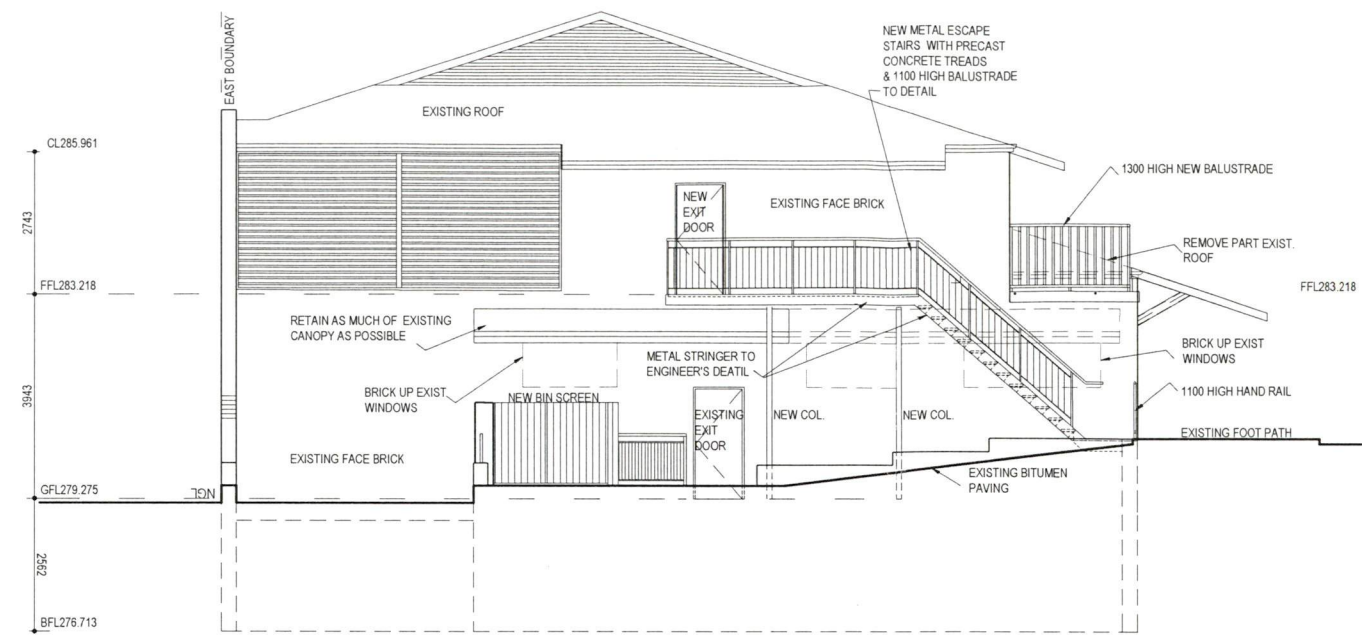 EAST BOUNDARY
NEW METAL ESCAPE
STAIRS WITH PRECAST
CONCRETE TREADS
& 1100 HIGH BALUSTRADE
TO DETAIL
EXISTING ROOF
CL285.961
1300 HIGH NEW BALUSTRADE
NEW
EXIT
DOOR
EXISTING FACE BRICK
2743
REMOVE PART EXIST.
ROOF
FFL283.218
FFL283.218
RETAIN AS MUCH OF EXISTING
CANOPY AS POSSIBLE
METAL STRINGER TO
ENGINEER'S DEATIL
BRICK UP EXIST
WINDOWS
BRICK UP EXIST.
WINDOWS
3943
NEW BIN SCREEN
1100 HIGH HAND RAIL
EXISTING
EXIT
DOOR
NEW COL.
NEW COL.
EXISTING FOOT PATH
EXISTING FACE BRICK
EXISTING BITUMEN
PAVING
GFL279.275
NGL
2562
BFL276.713